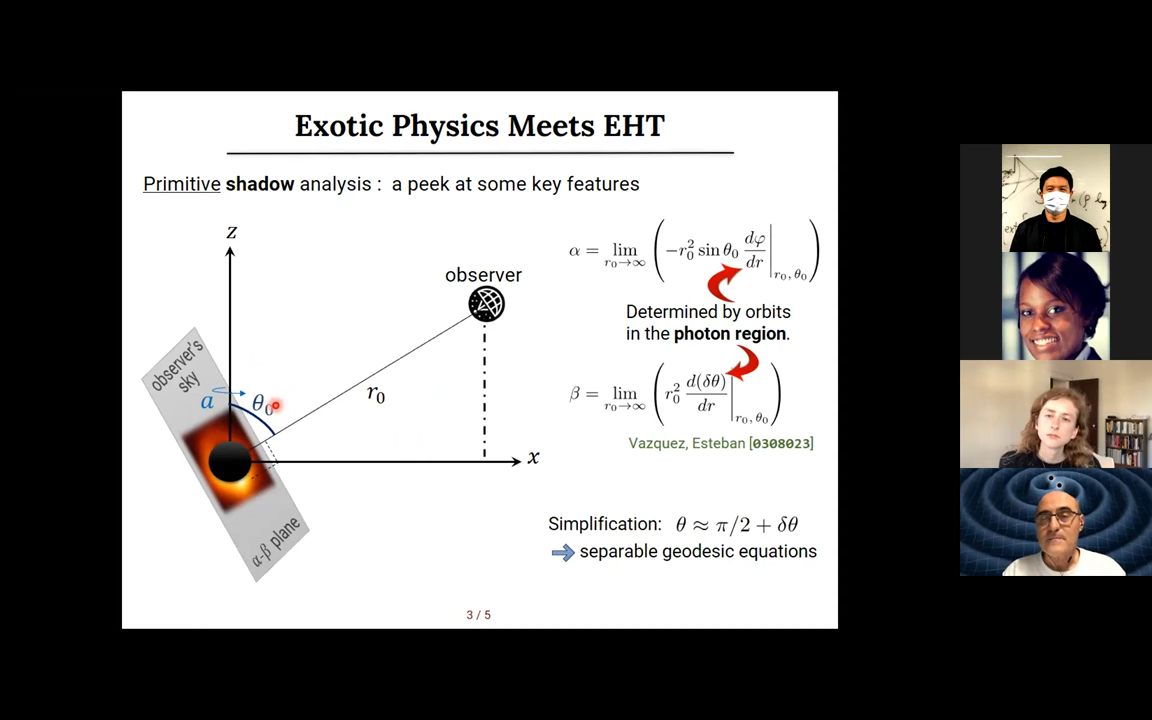 Exotic Physics Meets EHT
Primitive shadow analysis : a peek at some key features
z
observer
observer's
sky
a
θ₀
r₀
x
α-β plane
α = lim_{r₀→∞} ( −r₀² sin θ₀ dφ/dr |_{r₀, θ₀} )
Determined by orbits
in the photon region.
β = lim_{r₀→∞} ( r₀² d(δθ)/dr |_{r₀, θ₀} )
Vazquez, Esteban [0308023]
Simplification: θ ≈ π/2 + δθ
separable geodesic equations
3 / 5